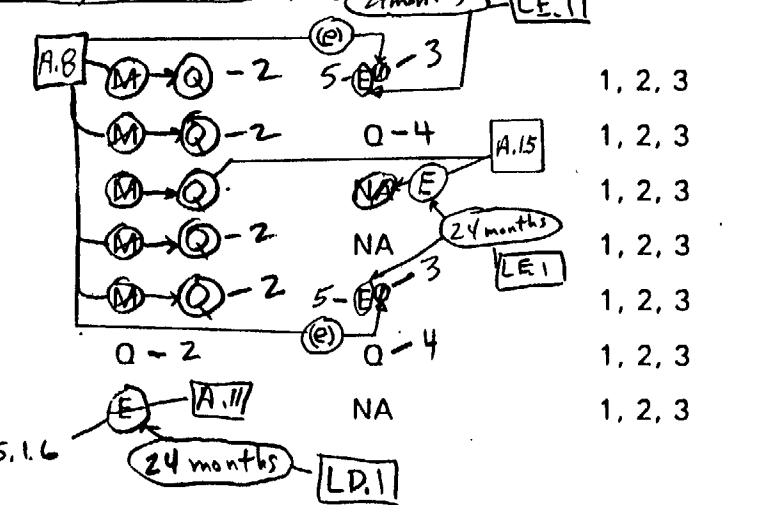 24 months LE.11
A.8 (e)
M Q - 2 5 - E - 3 1, 2, 3
M Q - 2 Q - 4 A.15 1, 2, 3
M Q NA E 1, 2, 3
24 months
M Q - 2 NA 1, 2, 3
LE.1
M Q - 2 5 - E - 3 1, 2, 3
(e)
Q - 2 Q - 4 1, 2, 3
E A.11 NA 1, 2, 3
5.1.6
24 months LD.1